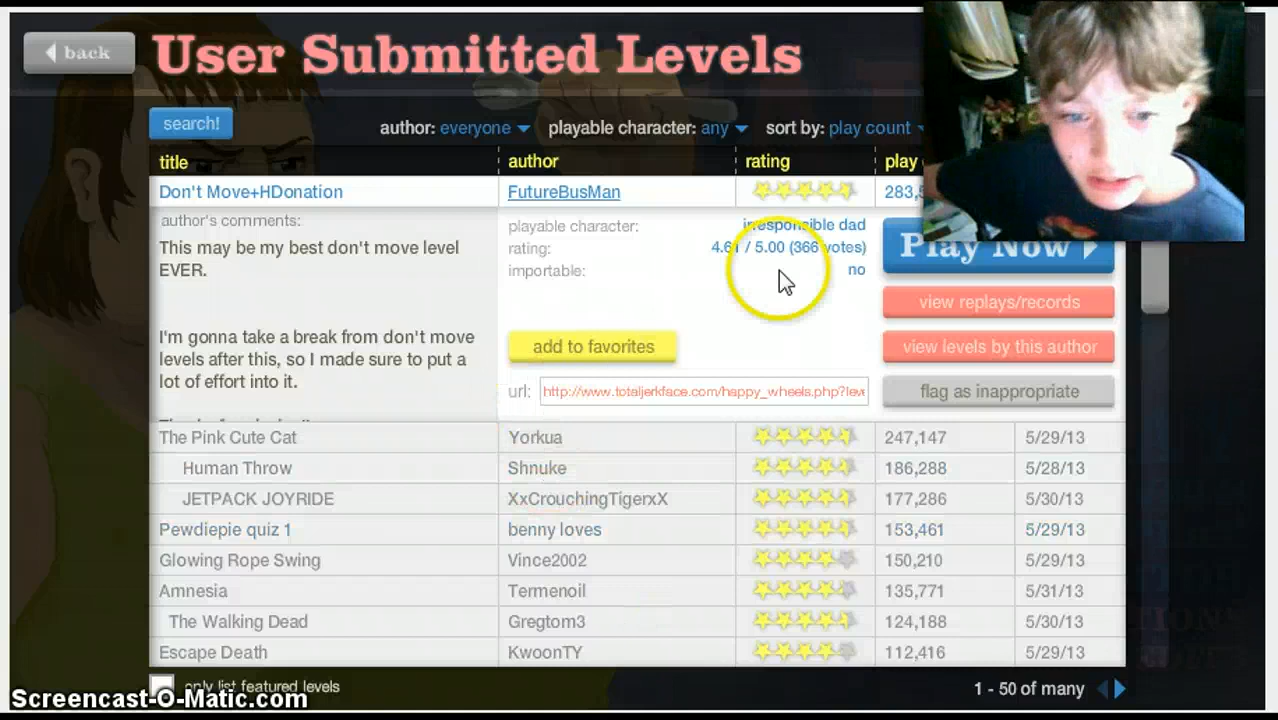 back
User Submitted Levels
search!
author: everyone playable character: any sort by: play count
title author rating play
Don't Move+HDonation FutureBusMan 283,5
author's comments:
This may be my best don't move level
EVER.
I'm gonna take a break from don't move
levels after this, so I made sure to put a
lot of effort into it.
playable character: irresponsible dad
rating: 4.61 / 5.00 (366 votes)
importable: no
add to favorites
url: http://www.totaljerkface.com/happy_wheels.php?leve
Play Now
view replays/records
view levels by this author
flag as inappropriate
The Pink Cute Cat Yorkua 247,147 5/29/13
Human Throw Shnuke 186,288 5/28/13
JETPACK JOYRIDE XxCrouchingTigerxX 177,286 5/30/13
Pewdiepie quiz 1 benny loves 153,461 5/29/13
Glowing Rope Swing Vince2002 150,210 5/29/13
Amnesia Termenoil 135,771 5/31/13
The Walking Dead Gregtom3 124,188 5/30/13
Escape Death KwoonTY 112,416 5/29/13
only list featured levels
1 - 50 of many
Screencast-O-Matic.com